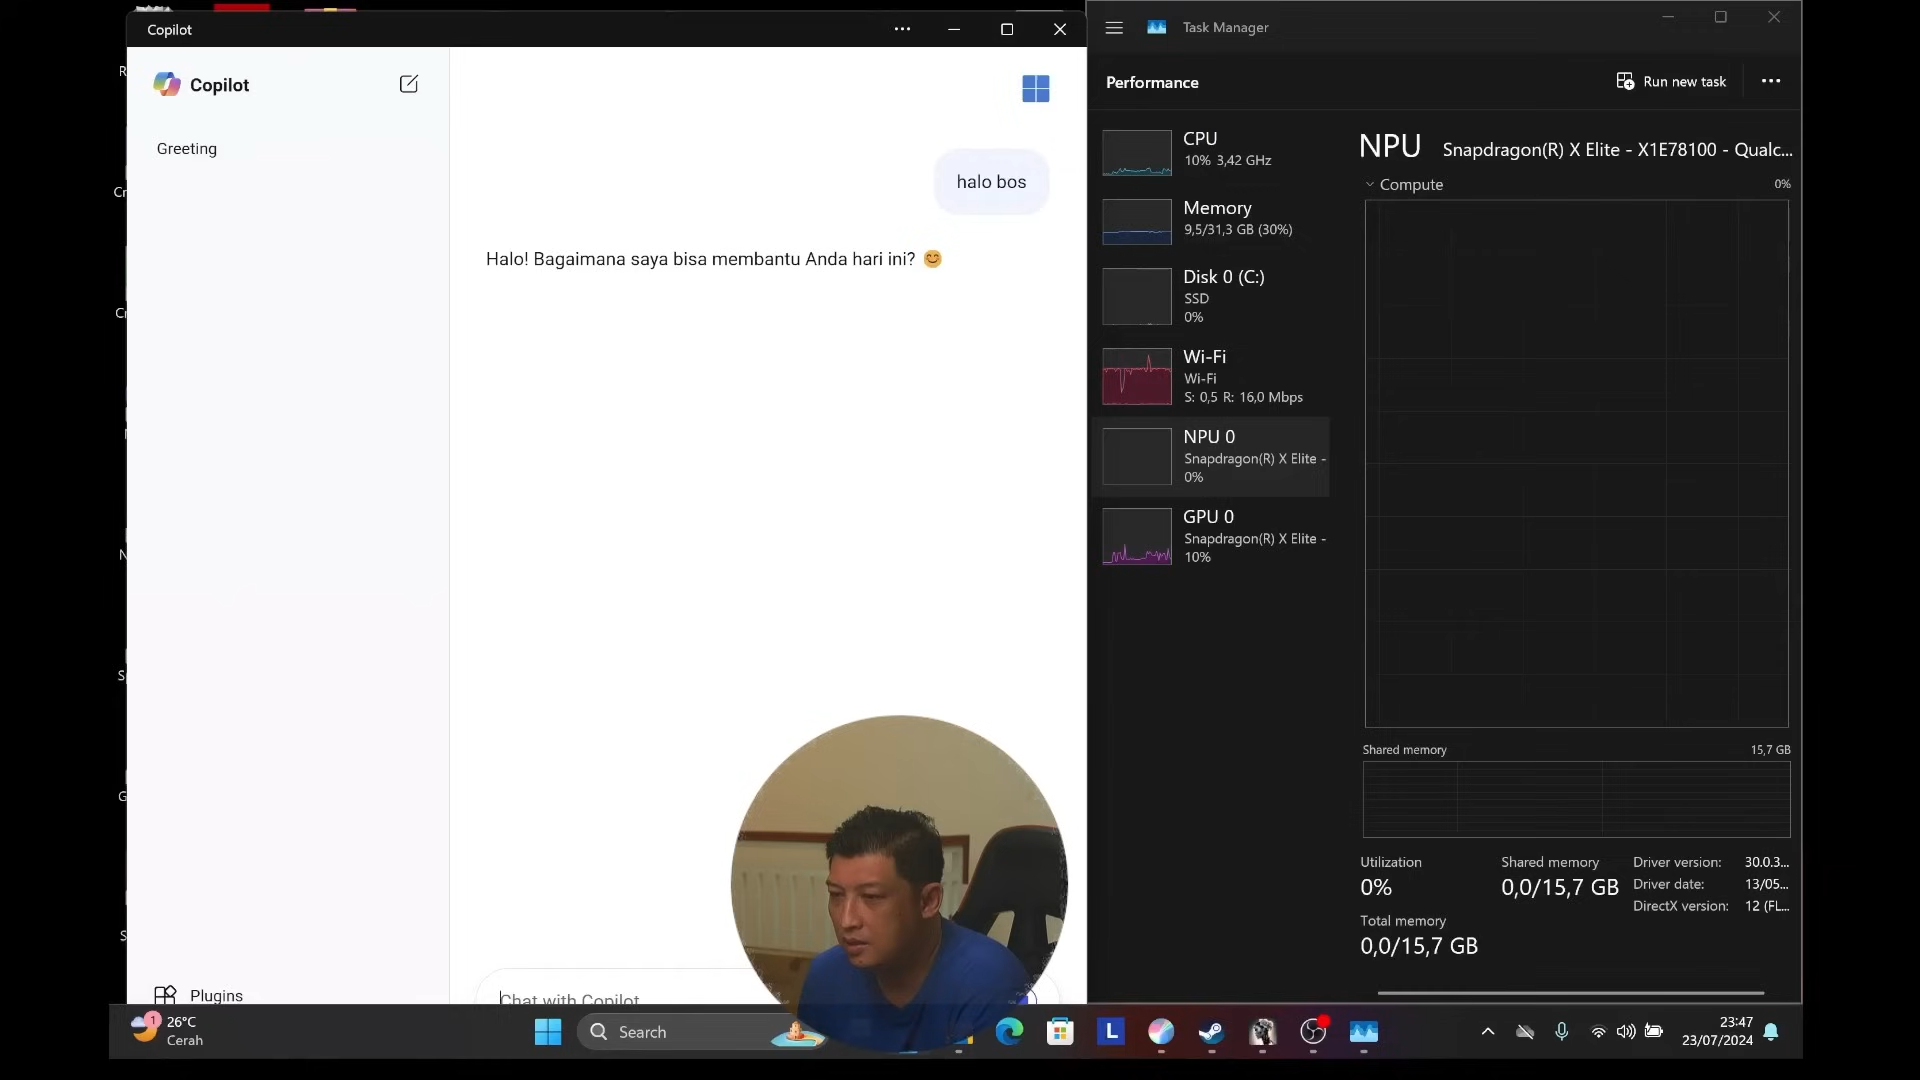 Copilot
Copilot
Greeting
halo bos
Halo! Bagaimana saya bisa membantu Anda hari ini? 😊
Plugins
Chat with Copilot
Task Manager
Performance
Run new task
CPU
10% 3,42 GHz
Memory
9,5/31,3 GB (30%)
Disk 0 (C:)
SSD
0%
Wi-Fi
Wi-Fi
S: 0,5 R: 16,0 Mbps
NPU 0
Snapdragon(R) X Elite -
0%
GPU 0
Snapdragon(R) X Elite -
10%
NPU Snapdragon(R) X Elite - X1E78100 - Qualc...
Compute 0%
Shared memory 15,7 GB
Utilization
0%
Shared memory
0,0/15,7 GB
Driver version: 30.0.3...
Driver date: 13/05...
DirectX version: 12 (FL...
Total memory
0,0/15,7 GB
1
26°C
Cerah
Search
L
23:47
23/07/2024